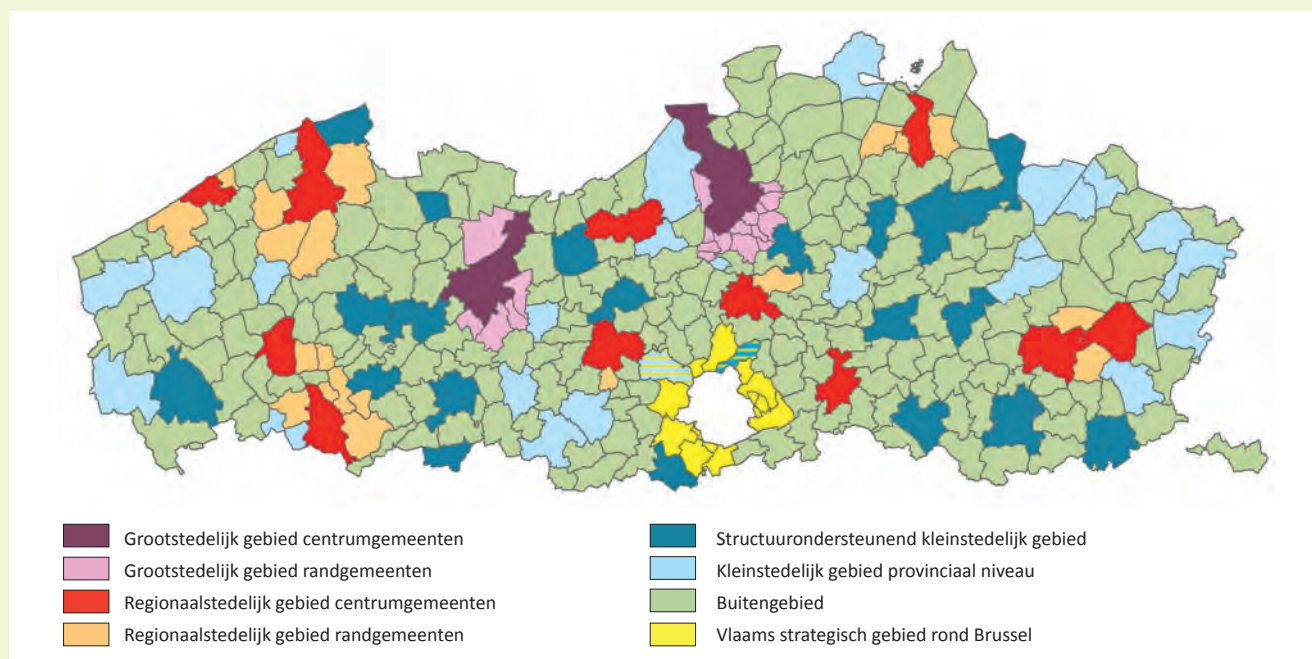 Grootstedelijk gebied centrumgemeenten
Grootstedelijk gebied randgemeenten
Regionaalstedelijk gebied centrumgemeenten
Regionaalstedelijk gebied randgemeenten
Structuurondersteunend kleinstedelijk gebied
Kleinstedelijk gebied provinciaal niveau
Buitengebied
Vlaams strategisch gebied rond Brussel